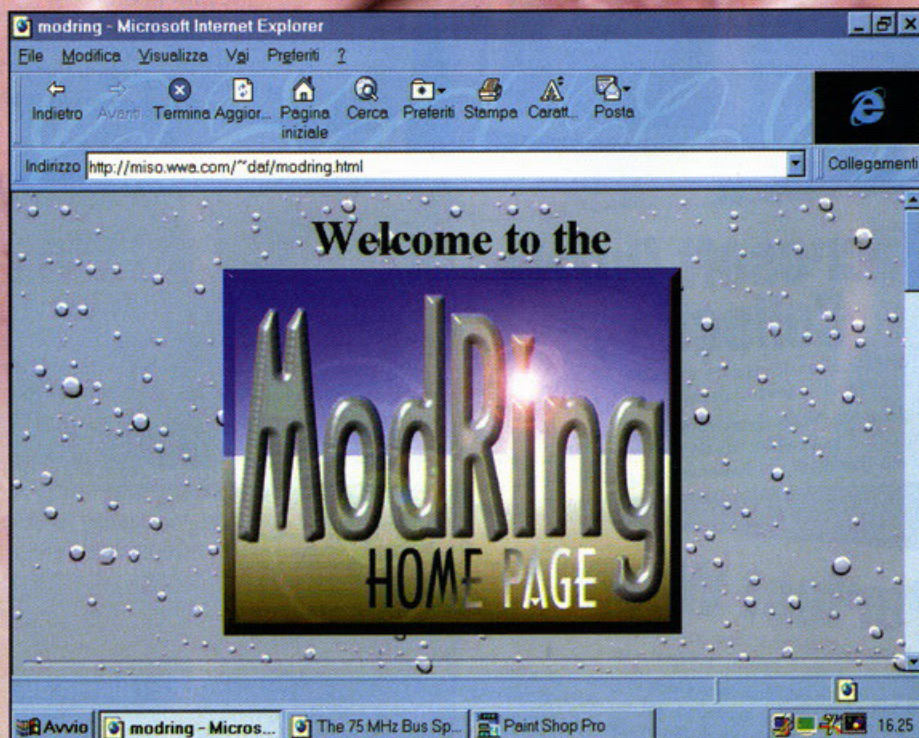 modring - Microsoft Internet Explorer
File Modifica Visualizza Vai Preferiti ?
Indietro Avanti Termina Aggior... Pagina iniziale Cerca Preferiti Stampa Caratt... Posta
Indirizzo http://miso.wwa.com/~daf/modring.html Collegamenti
Welcome to the
ModRing
HOME PAGE
Avvio modring - Micros... The 75 MHz Bus Sp... Paint Shop Pro 16.25